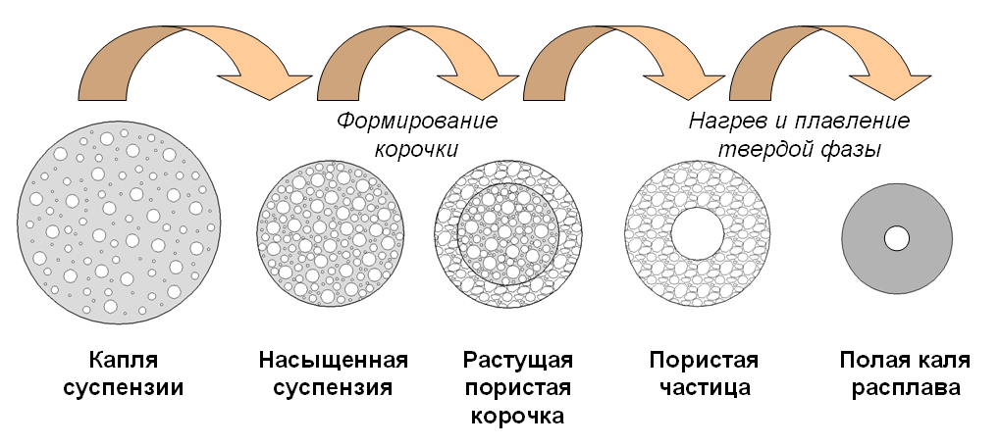 Формирование
корочки
Нагрев и плавление
твердой фазы
Капля
суспензии
Насыщенная
суспензия
Растущая
пористая
корочка
Пористая
частица
Полая каля
расплава